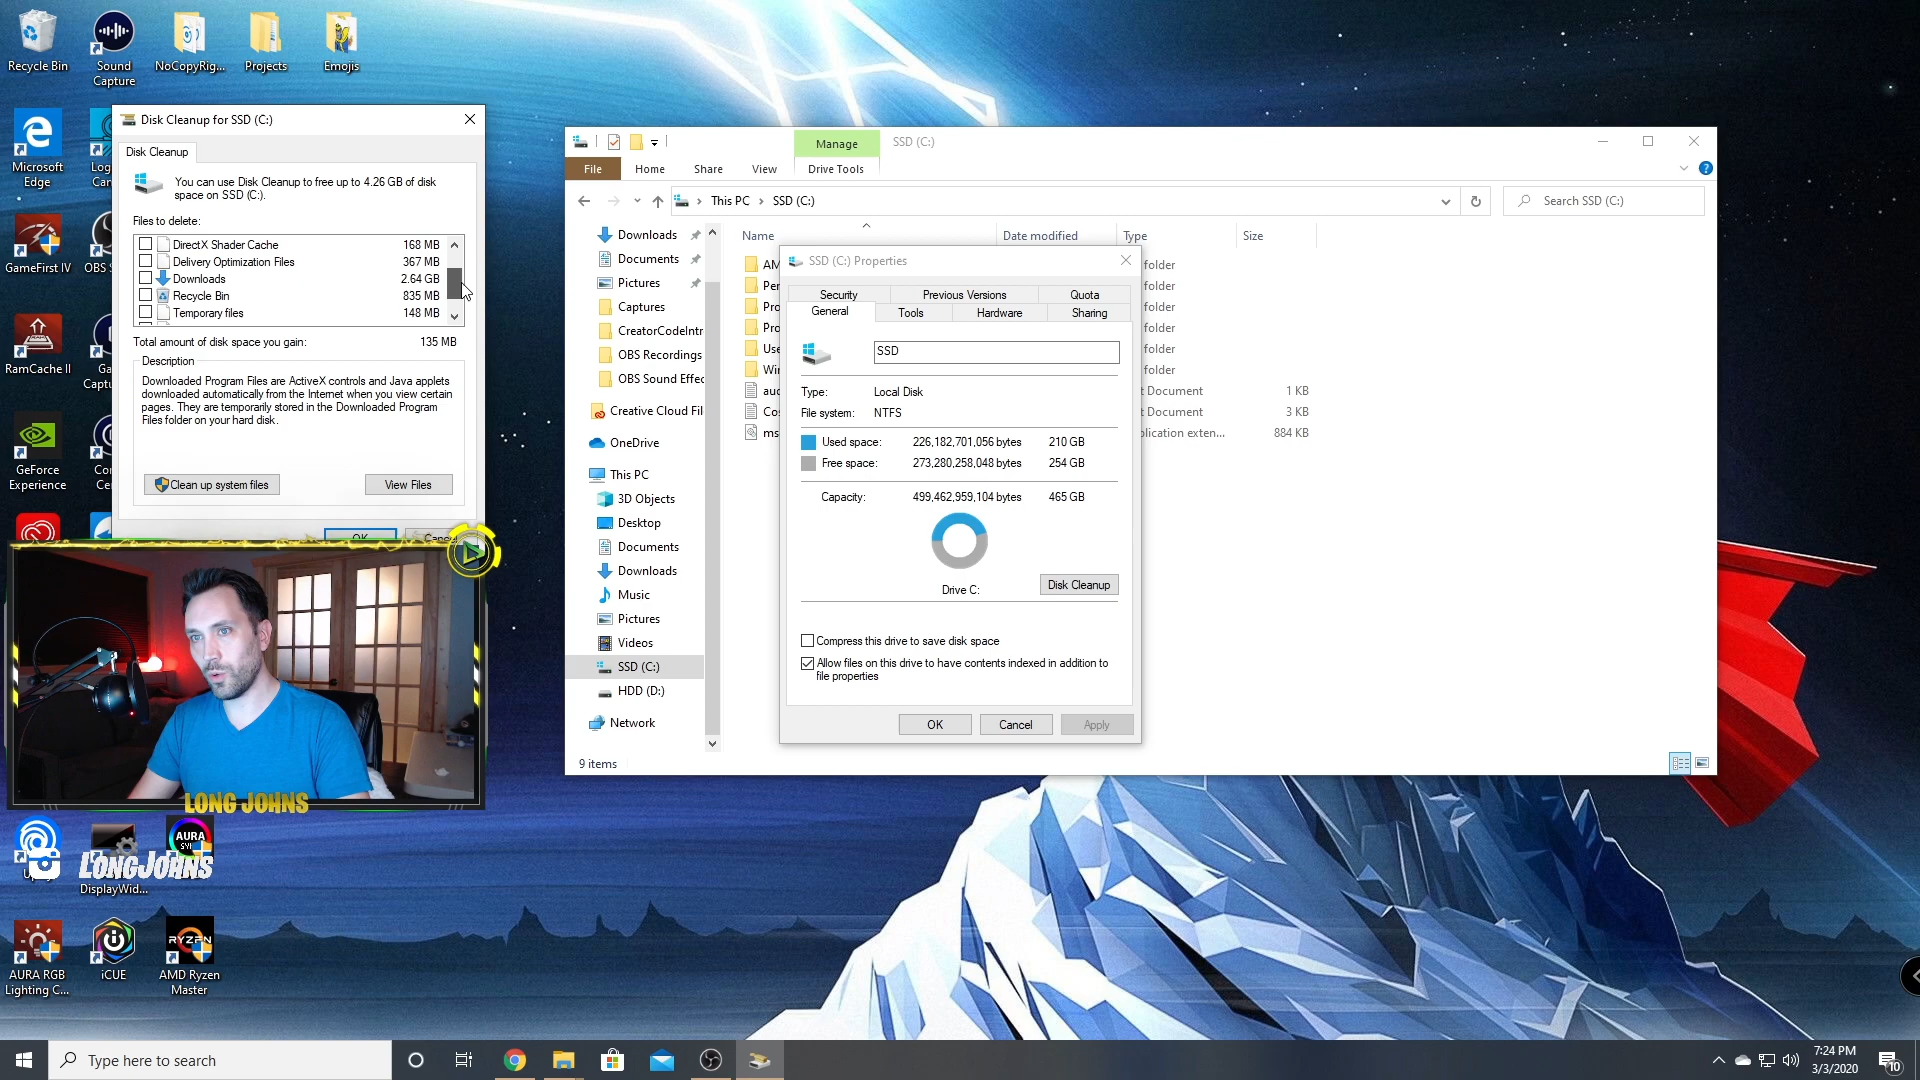 Recycle Bin
Sound Capture
NoCopyRig...
Projects
Emojis
Microsoft Edge
GameFirst IV
OBS S
RamCache II
GeForce Experience
Disk Cleanup for SSD (C:)
Disk Cleanup
You can use Disk Cleanup to free up to 4.26 GB of disk
space on SSD (C:).
Files to delete:
DirectX Shader Cache 168 MB
Delivery Optimization Files 367 MB
Downloads 2.64 GB
Recycle Bin 835 MB
Temporary files 148 MB
Total amount of disk space you gain: 135 MB
Description
Downloaded Program Files are ActiveX controls and Java applets
downloaded automatically from the Internet when you view certain
pages. They are temporarily stored in the Downloaded Program
Files folder on your hard disk.
Clean up system files
View Files
OK
LONG JOHNS
AURA
LONGJOHNS
DisplayWid...
RYZEN
AURA RGB
Lighting C...
iCUE
AMD Ryzen
Master
Manage
SSD (C:)
File
Home
Share
View
Drive Tools
This PC
SSD (C:)
Search SSD (C:)
Name
Date modified
Type
Size
Downloads
Documents
Pictures
Captures
CreatorCodeIntr
OBS Recordings
OBS Sound Effec
Creative Cloud Fil
OneDrive
This PC
3D Objects
Desktop
Documents
Downloads
Music
Pictures
Videos
SSD (C:)
HDD (D:)
Network
9 items
folder
folder
folder
folder
folder
folder
t Document 1 KB
t Document 3 KB
plication exten... 884 KB
SSD (C:) Properties
Security
Previous Versions
Quota
General
Tools
Hardware
Sharing
SSD
Type: Local Disk
File system: NTFS
Used space: 226,182,701,056 bytes 210 GB
Free space: 273,280,258,048 bytes 254 GB
Capacity: 499,462,959,104 bytes 465 GB
Drive C:
Disk Cleanup
Compress this drive to save disk space
Allow files on this drive to have contents indexed in addition to
file properties
OK
Cancel
Apply
Type here to search
7:24 PM
3/3/2020
10